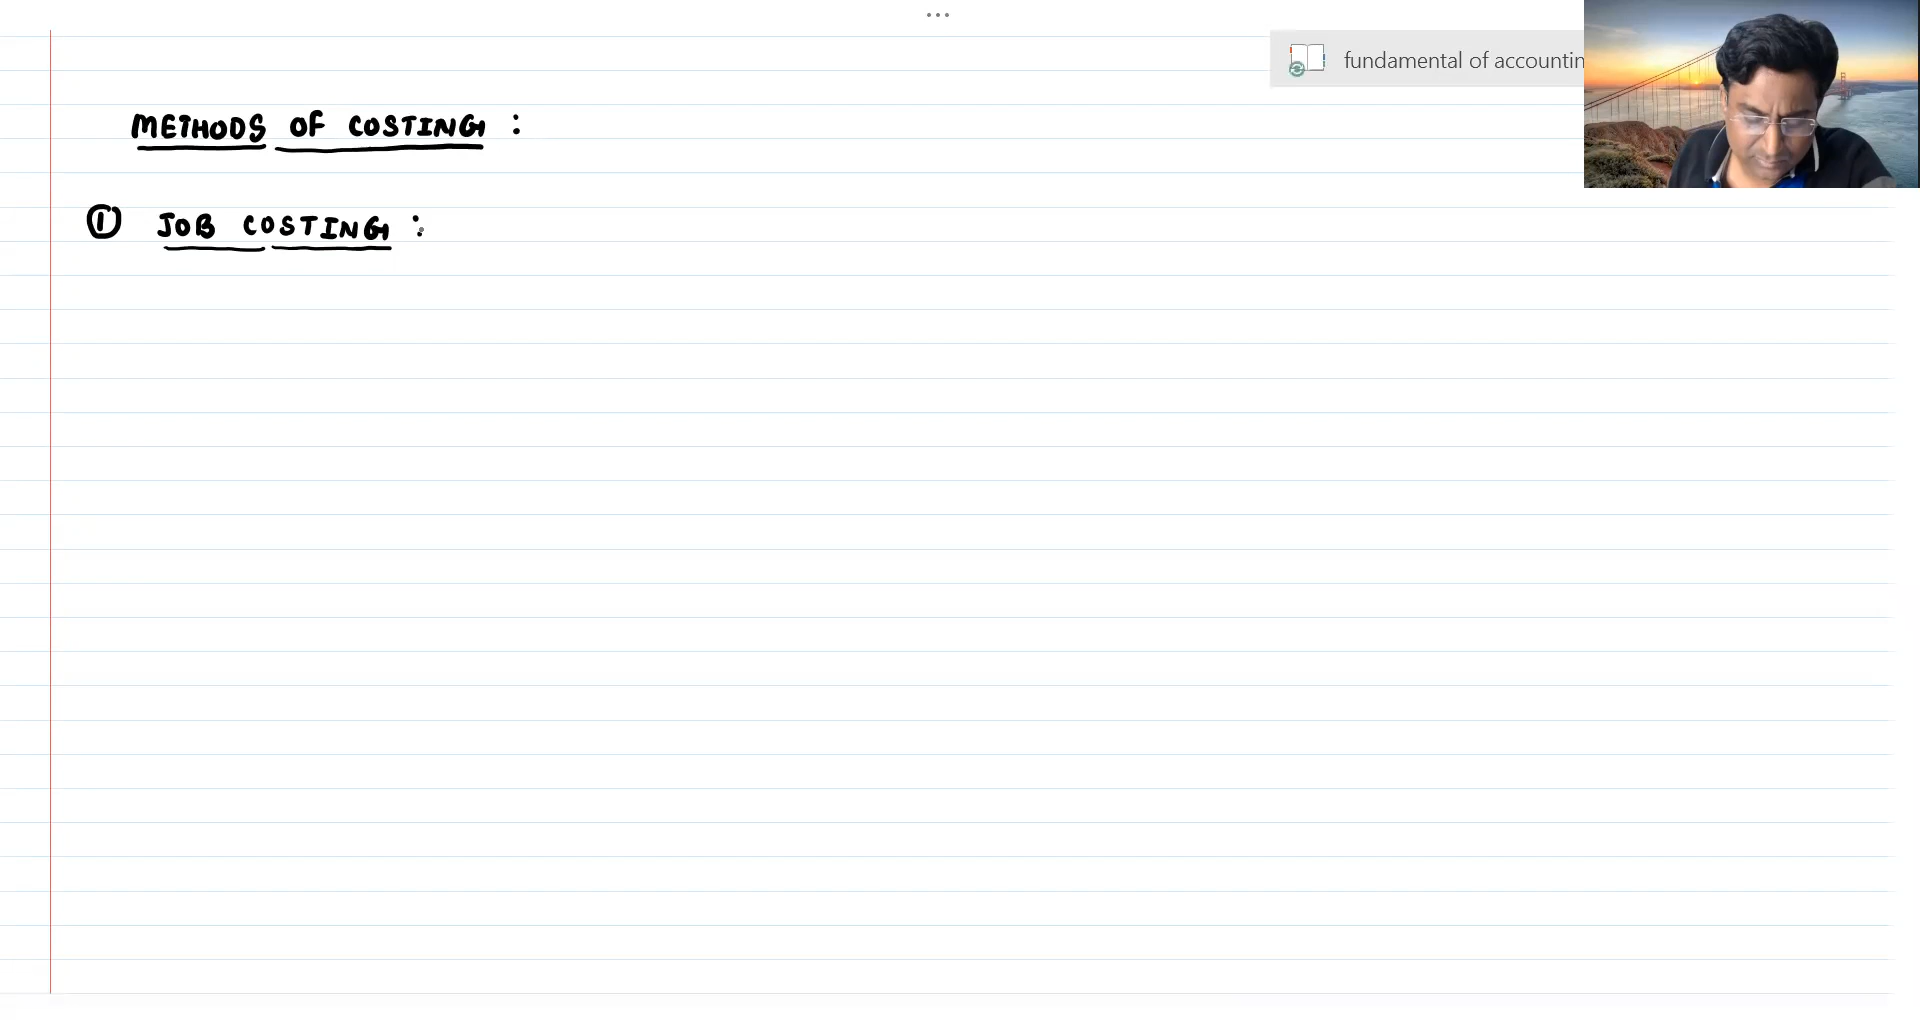 fundamental of accountin
METHODS OF COSTING :
① JOB COSTING :